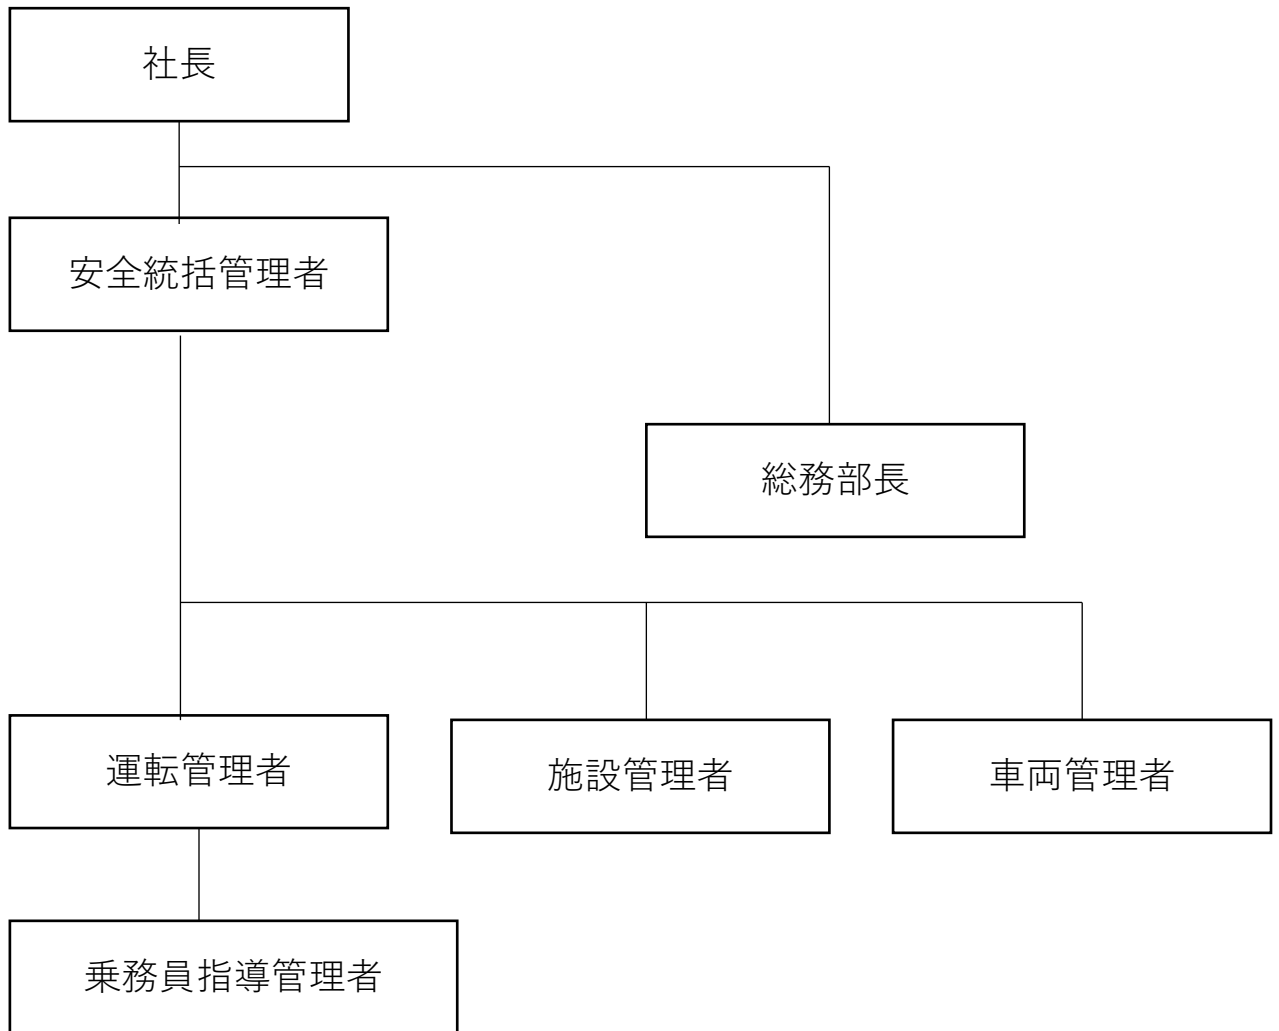 社長
安全統括管理者
総務部長
運転管理者
施設管理者
車両管理者
乗務員指導管理者